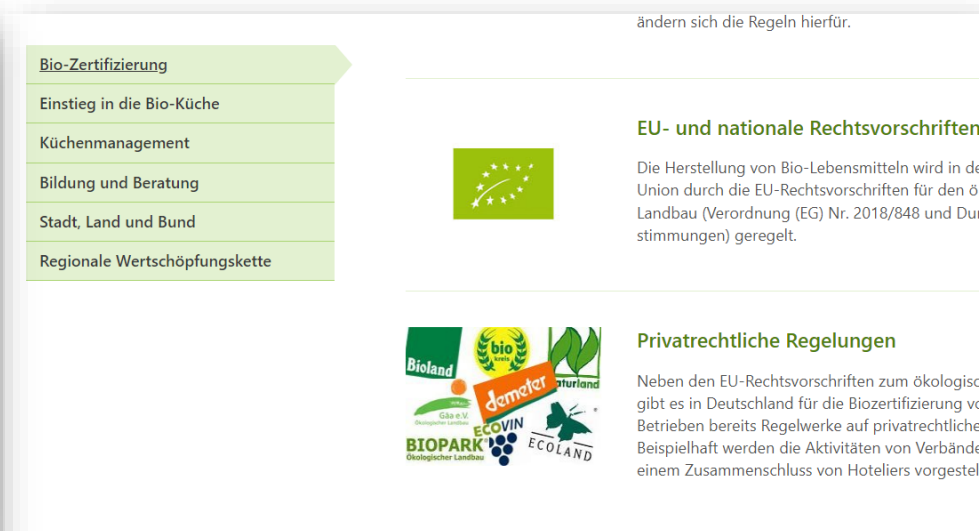 ändern sich die Regeln hierfür.
Bio-Zertifizierung
Einstieg in die Bio-Küche
Küchenmanagement
Bildung und Beratung
Stadt, Land und Bund
Regionale Wertschöpfungskette
EU- und nationale Rechtsvorschriften
Die Herstellung von Bio-Lebensmitteln wird in de
Union durch die EU-Rechtsvorschriften für den ö
Landbau (Verordnung (EG) Nr. 2018/848 und Du
stimmungen) geregelt.
Bioland
bio
kreis
aturland
demeter
Gäa e.V.
Ökologischer Landbau
ECOVIN
BIOPARK
Ökologischer Landbau
ECOLAND
Privatrechtliche Regelungen
Neben den EU-Rechtsvorschriften zum ökologisc
gibt es in Deutschland für die Biozertifizierung vo
Betrieben bereits Regelwerke auf privatrechtliche
Beispielhaft werden die Aktivitäten von Verbände
einem Zusammenschluss von Hoteliers vorgestel